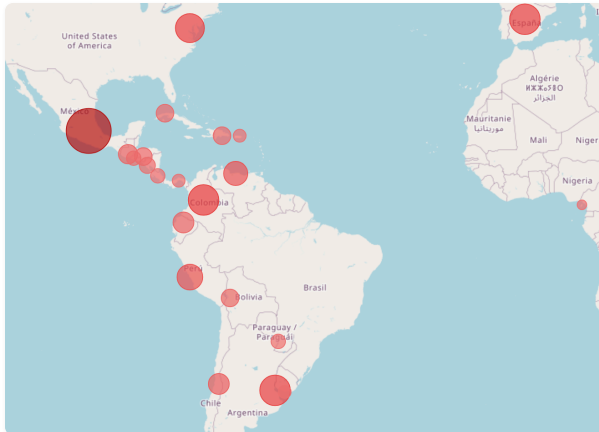 United States
of America
España
México
Algérie
ⵍⵣⵣⴰⵢⴻⵔ
الجزائر
Mauritanie
موريتانيا
Mali
Niger
Nigeria
Colombia
Perú
Brasil
Bolivia
Paraguay /
Paraguái
Chile
Argentina